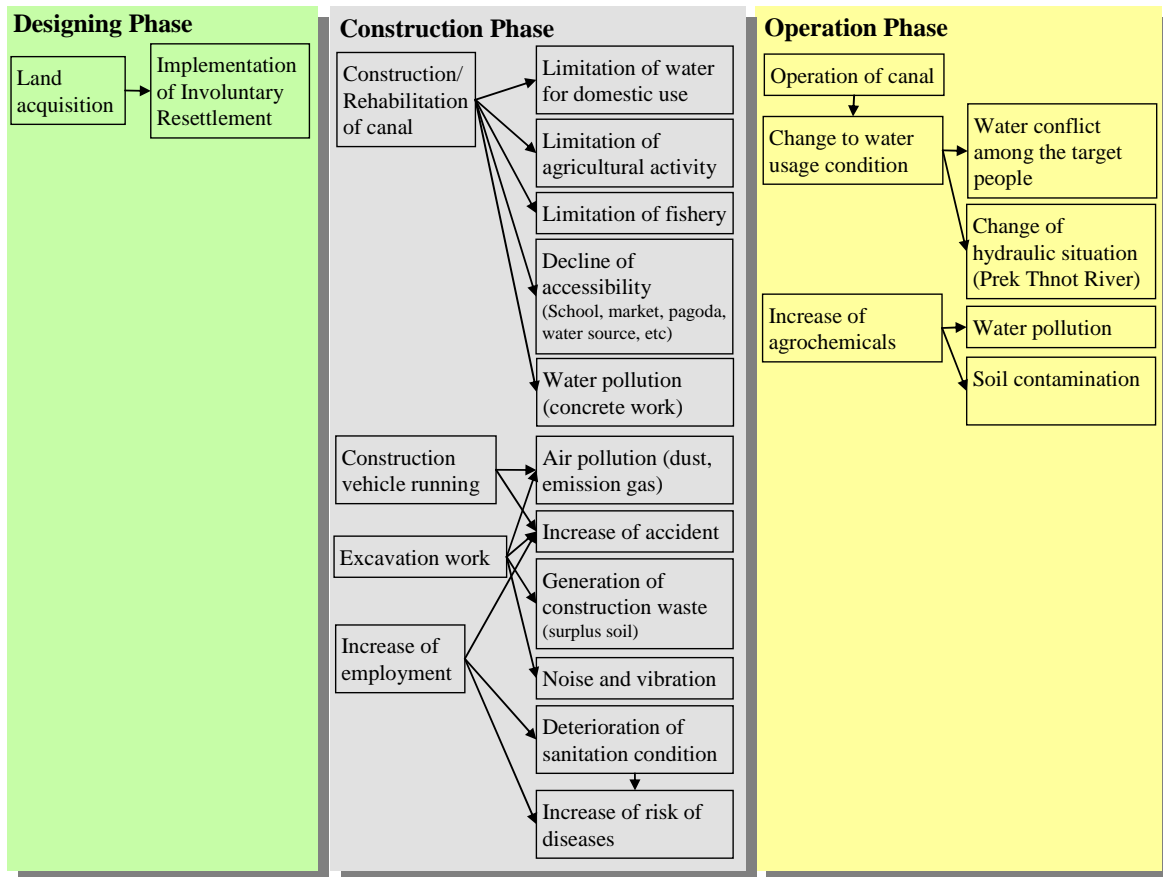 Designing Phase
Land
acquisition
Implementation
of Involuntary
Resettlement
Construction Phase
Construction/
Rehabilitation
of canal
Limitation of water
for domestic use
Limitation of
agricultural activity
Limitation of fishery
Decline of
accessibility
(School, market, pagoda,
water source, etc)
Water pollution
(concrete work)
Construction
vehicle running
Air pollution (dust,
emission gas)
Increase of accident
Excavation work
Generation of
construction waste
(surplus soil)
Increase of
employment
Noise and vibration
Deterioration of
sanitation condition
Increase of risk of
diseases
Operation Phase
Operation of canal
Change to water
usage condition
Water conflict
among the target
people
Change of
hydraulic situation
(Prek Thnot River)
Increase of
agrochemicals
Water pollution
Soil contamination